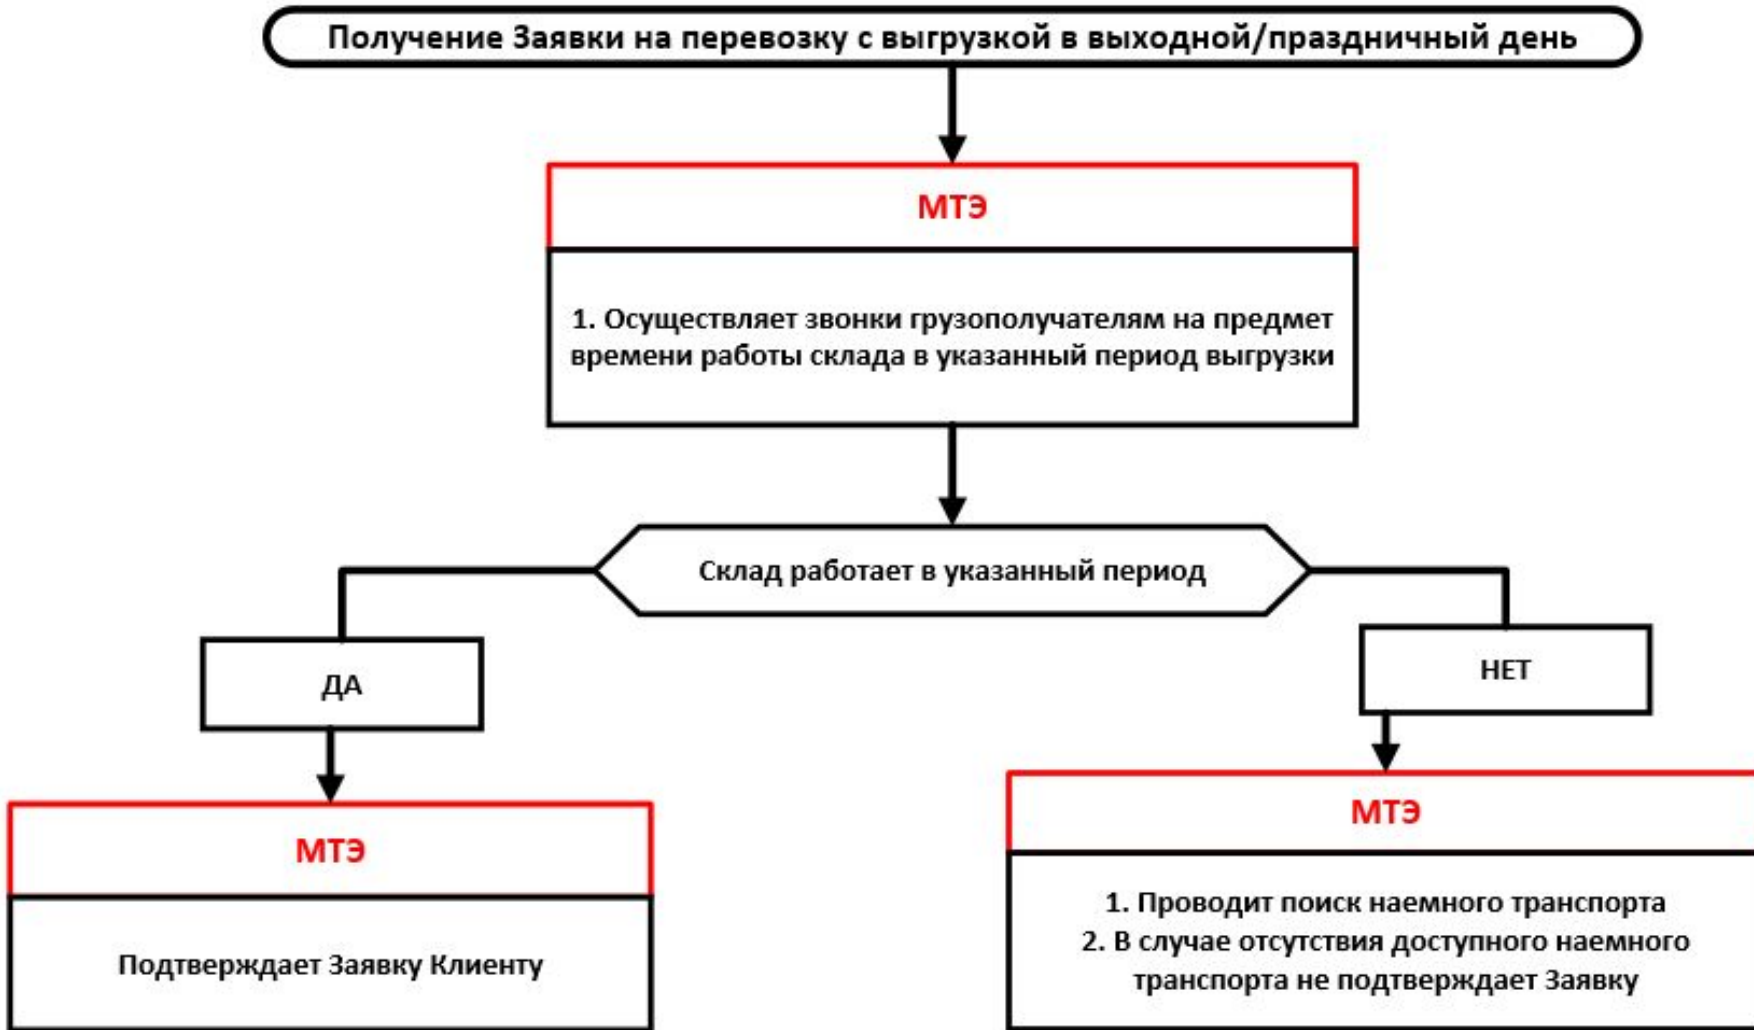 Получение Заявки на перевозку с выгрузкой в выходной/праздничный день
МТЭ
1. Осуществляет звонки грузополучателям на предмет
времени работы склада в указанный период выгрузки
Склад работает в указанный период
ДА
НЕТ
МТЭ
Подтверждает Заявку Клиенту
МТЭ
1. Проводит поиск наемного транспорта
2. В случае отсутствия доступного наемного
транспорта не подтверждает Заявку